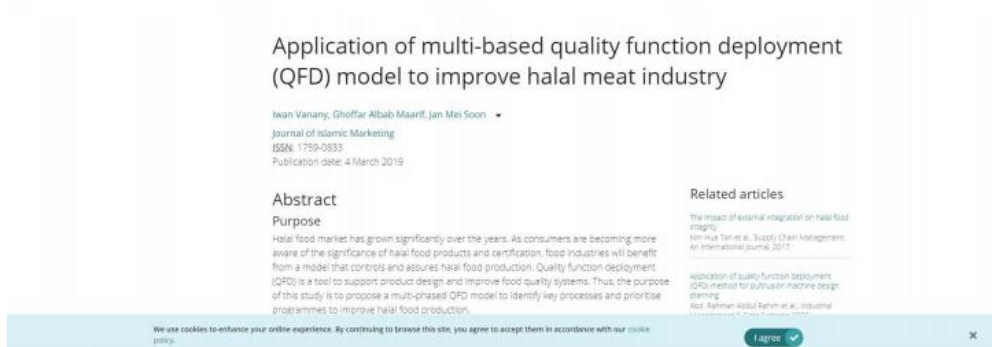 Application of multi-based quality function deployment
(QFD) model to improve halal meat industry
Iwan Vanany, Ghoffar Albab Maarif, Jan Mei Soon
Journal of Islamic Marketing
ISSN: 1759-0833
Publication date: 4 March 2019
Abstract
Purpose
Halal food market has grown significantly over the years. As consumers are becoming more
aware of the significance of halal food products and certification, food industries will benefit
from a model that controls and assures halal food production. Quality function deployment
(QFD) is a tool to support product design and improve food quality systems. Thus, the purpose
of this study is to propose a multi-phased QFD model to identify key processes and prioritise
programmes to improve halal food production.
Related articles
The impact of external integration on halal food
integrity
Kim Hua Tan et al., Supply Chain Management:
An International Journal, 2017
Application of quality function deployment
(QFD) method for pultrusion machine design
planning
Abd. Rahman Abdul Rahim et al., Industrial
We use cookies to enhance your online experience. By continuing to browse this site, you agree to accept them in accordance with our cookie
policy.
I agree